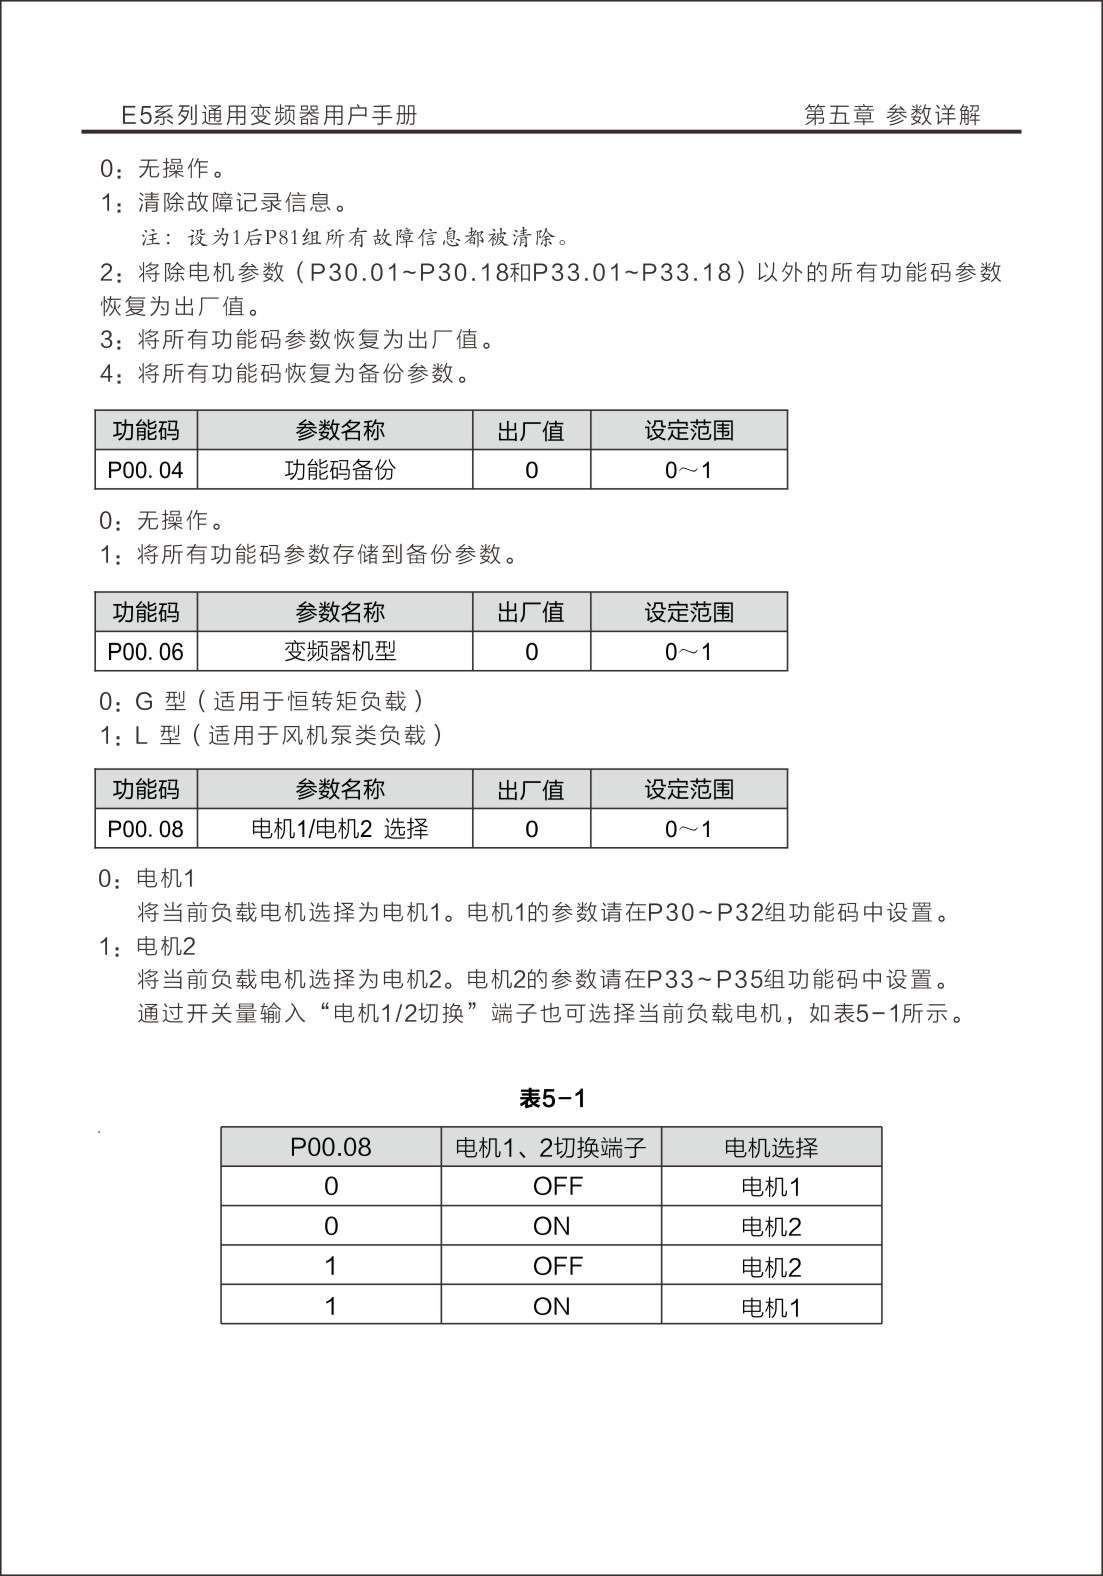 E5系列通用变频器用户手册 第五章 参数详解
0：无操作。
1：清除故障记录信息。
注：设为1后P81组所有故障信息都被清除。
2：将除电机参数（P30.01~P30.18和P33.01~P33.18）以外的所有功能码参数
恢复为出厂值。
3：将所有功能码参数恢复为出厂值。
4：将所有功能码恢复为备份参数。
功能码 参数名称 出厂值 设定范围
P00.04 功能码备份 0 0～1
0：无操作。
1：将所有功能码参数存储到备份参数。
功能码 参数名称 出厂值 设定范围
P00.06 变频器机型 0 0～1
0：G 型（适用于恒转矩负载）
1：L 型（适用于风机泵类负载）
功能码 参数名称 出厂值 设定范围
P00.08 电机1/电机2 选择 0 0～1
0：电机1
将当前负载电机选择为电机1。电机1的参数请在P30~P32组功能码中设置。
1：电机2
将当前负载电机选择为电机2。电机2的参数请在P33~P35组功能码中设置。
通过开关量输入“电机1/2切换”端子也可选择当前负载电机，如表5-1所示。
表5-1
P00.08 电机1、2切换端子 电机选择
0 OFF 电机1
0 ON 电机2
1 OFF 电机2
1 ON 电机1